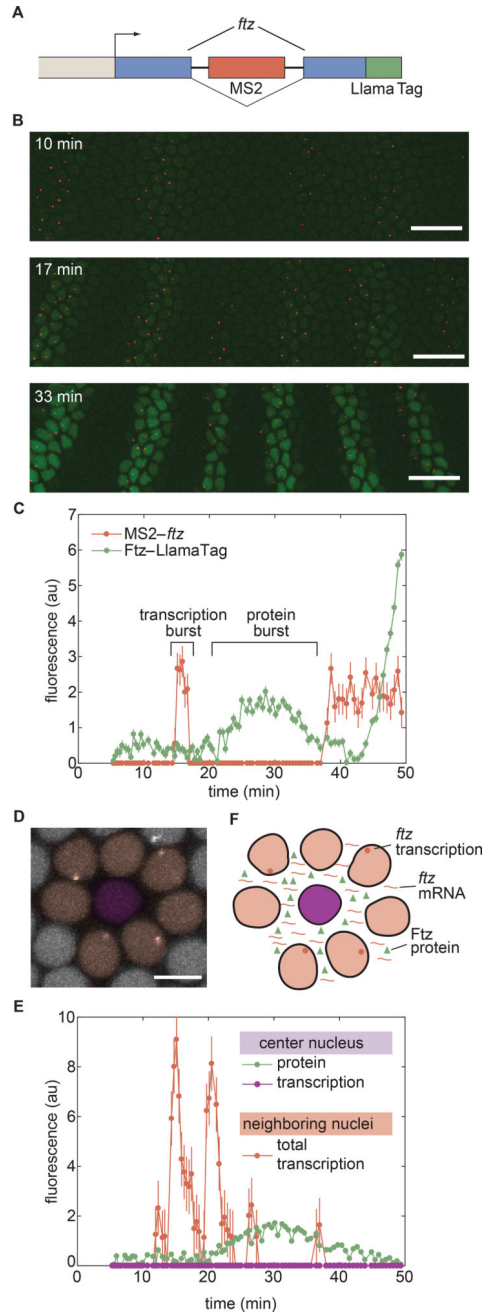 A
ftz
MS2
Llama Tag
B
10 min
17 min
33 min
C
7
6
5
4
3
2
1
0
fluorescence (au)
MS2–ftz
Ftz–LlamaTag
transcription
burst
protein
burst
10
20
30
40
50
time (min)
D
F
ftz
transcription
ftz
mRNA
Ftz
protein
E
10
8
6
4
2
0
fluorescence (au)
center nucleus
protein
transcription
neighboring nuclei
total
transcription
0
10
20
30
40
50
time (min)